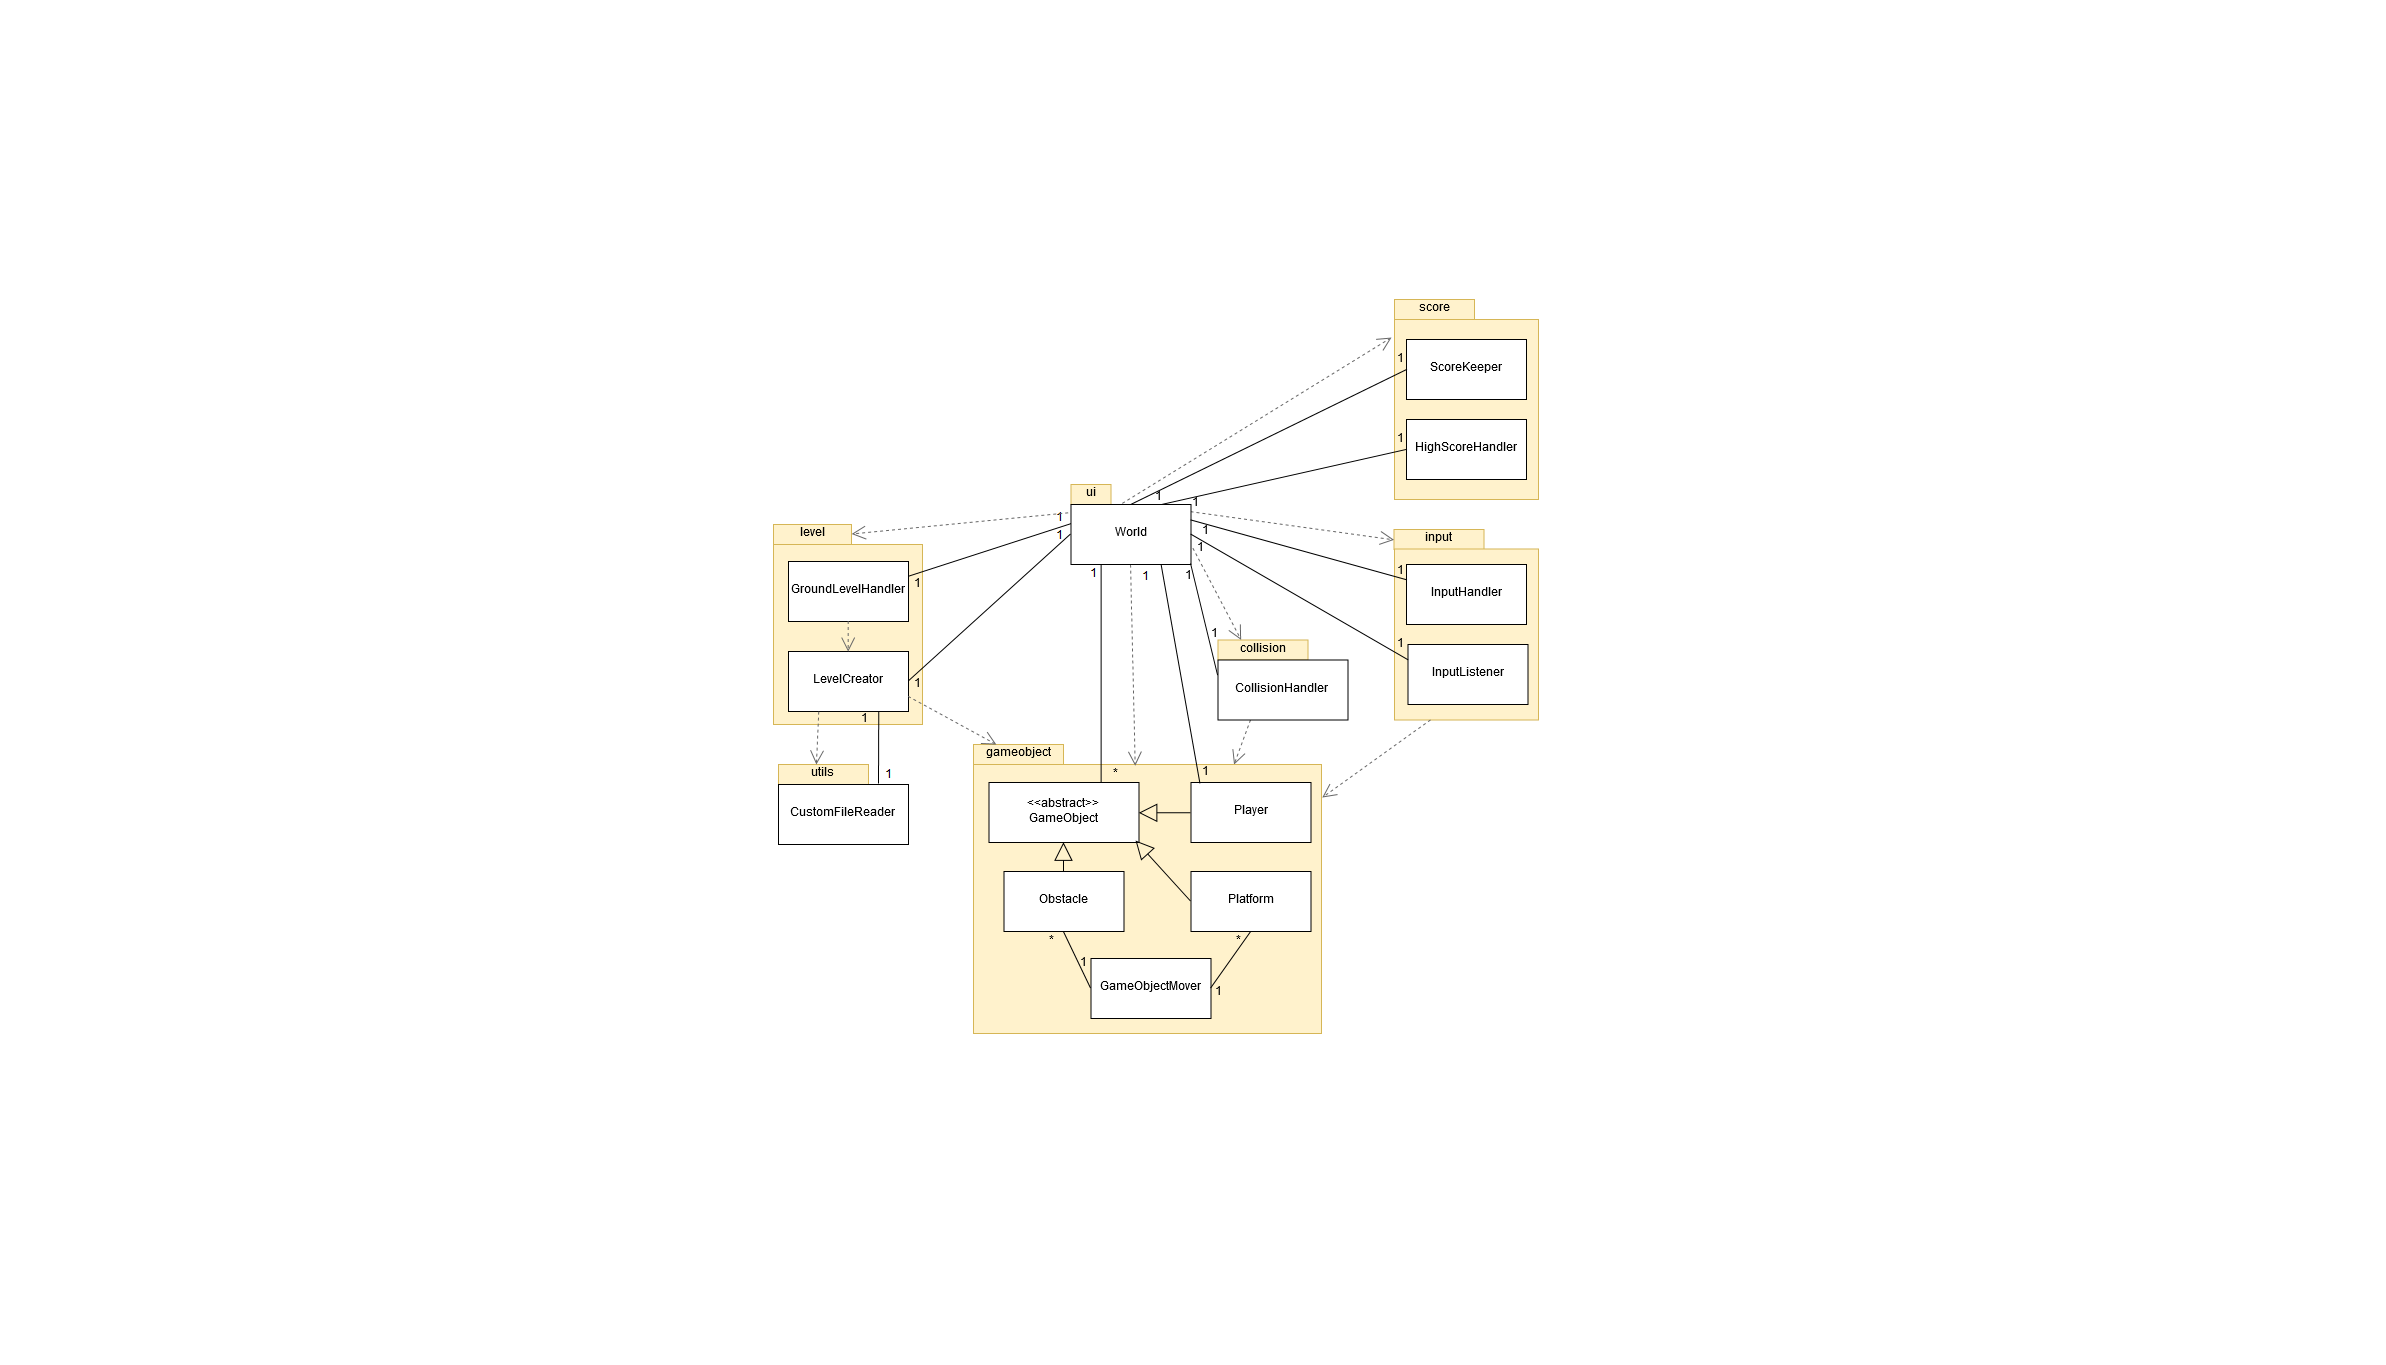 score
1
ScoreKeeper
1
HighScoreHandler
ui
1
1
1
1
World
1
1
1
1
1
1
level
GroundLevelHandler
1
input
1
InputHandler
LevelCreator
1
1
1
collision
CollisionHandler
1
InputListener
gameobject
utils
1
CustomFileReader
*
1
<<abstract>>
GameObject
Player
Obstacle
Platform
*
*
1
1
GameObjectMover